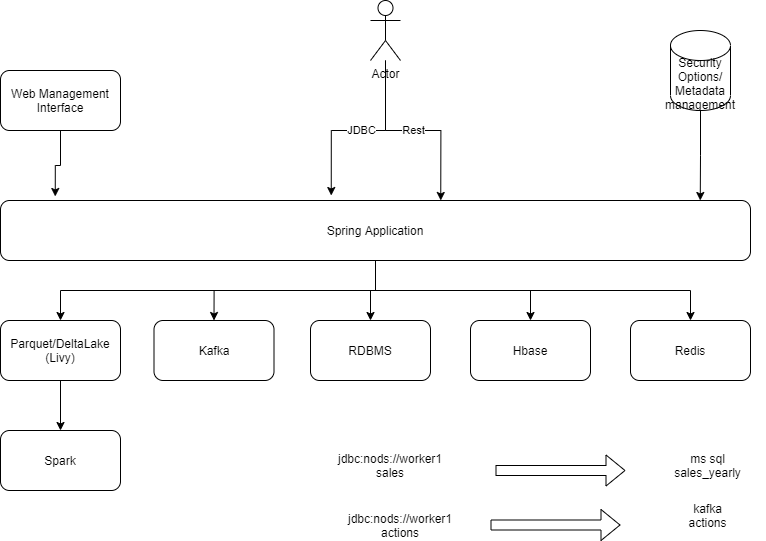 Actor
Security
Options/
Metadata
management
Web Management
Interface
JDBC
Rest
Spring Application
Parquet/DeltaLake
(Livy)
Kafka
RDBMS
Hbase
Redis
Spark
jdbc:nods://worker1
sales
ms sql
sales_yearly
jdbc:nods://worker1
actions
kafka
actions